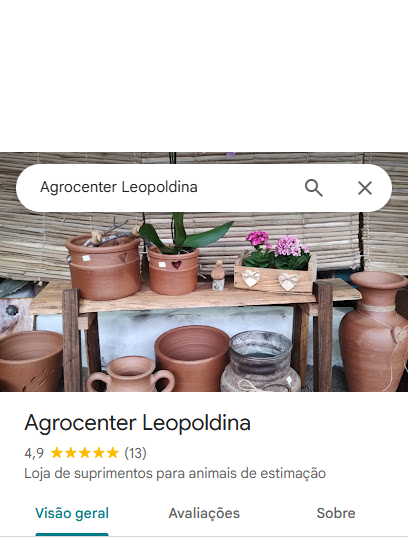 Agrocenter Leopoldina
Agrocenter Leopoldina
4,9 (13)
Loja de suprimentos para animais de estimação
Visão geral Avaliações Sobre